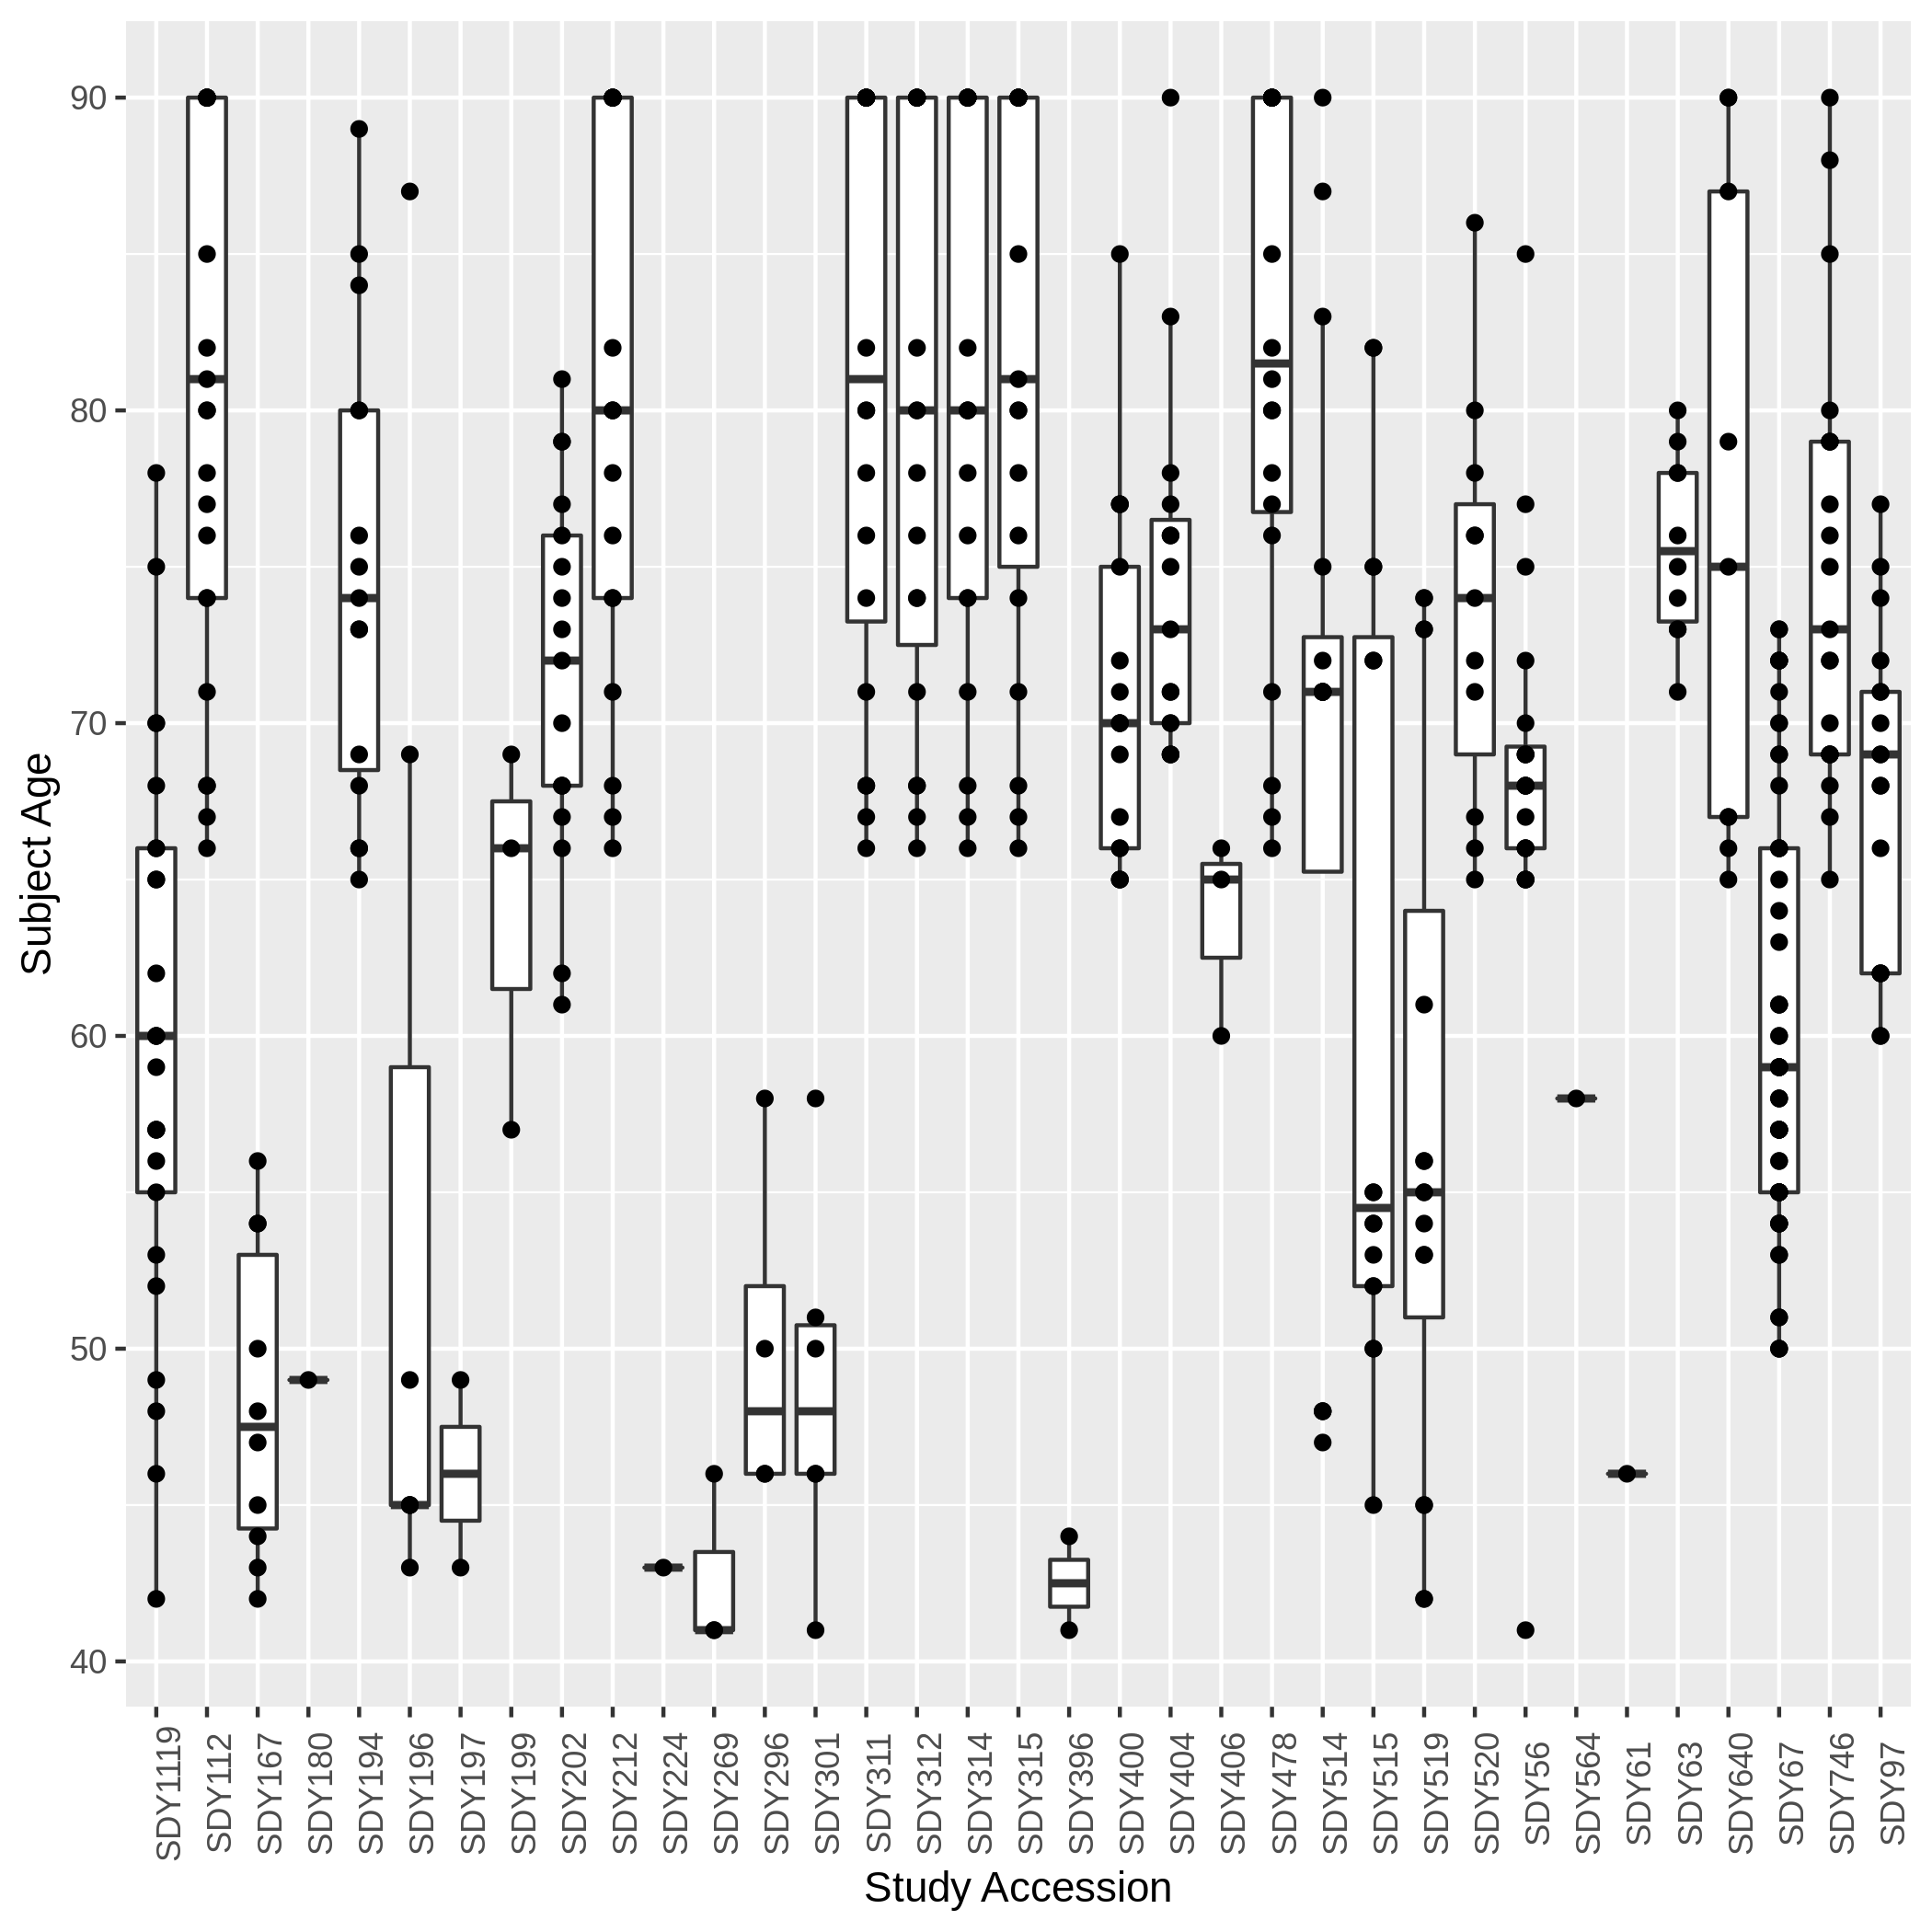 90
80
70
60
50
40
Subject Age
SDY1119
SDY112
SDY167
SDY180
SDY194
SDY196
SDY197
SDY199
SDY202
SDY212
SDY224
SDY269
SDY296
SDY301
SDY311
SDY312
SDY314
SDY315
SDY396
SDY400
SDY404
SDY406
SDY478
SDY514
SDY515
SDY519
SDY520
SDY56
SDY564
SDY61
SDY63
SDY640
SDY67
SDY746
SDY97
Study Accession